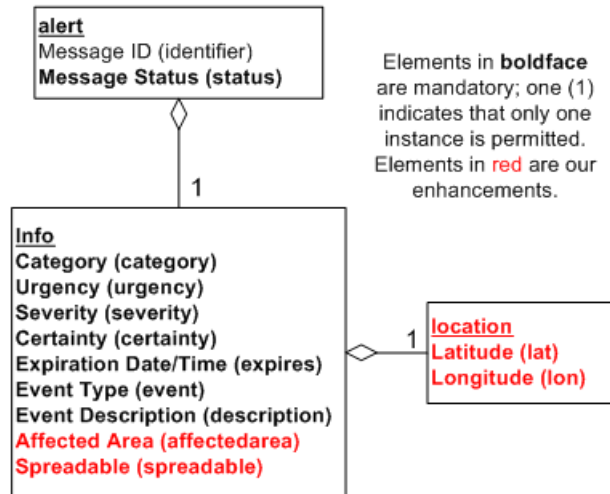 alert
Message ID (identifier)
Message Status (status)
Elements in boldface
are mandatory; one (1)
indicates that only one
instance is permitted.
Elements in red are our
enhancements.
1
Info
Category (category)
Urgency (urgency)
Severity (severity)
Certainty (certainty)
Expiration Date/Time (expires)
Event Type (event)
Event Description (description)
Affected Area (affectedarea)
Spreadable (spreadable)
1
location
Latitude (lat)
Longitude (lon)